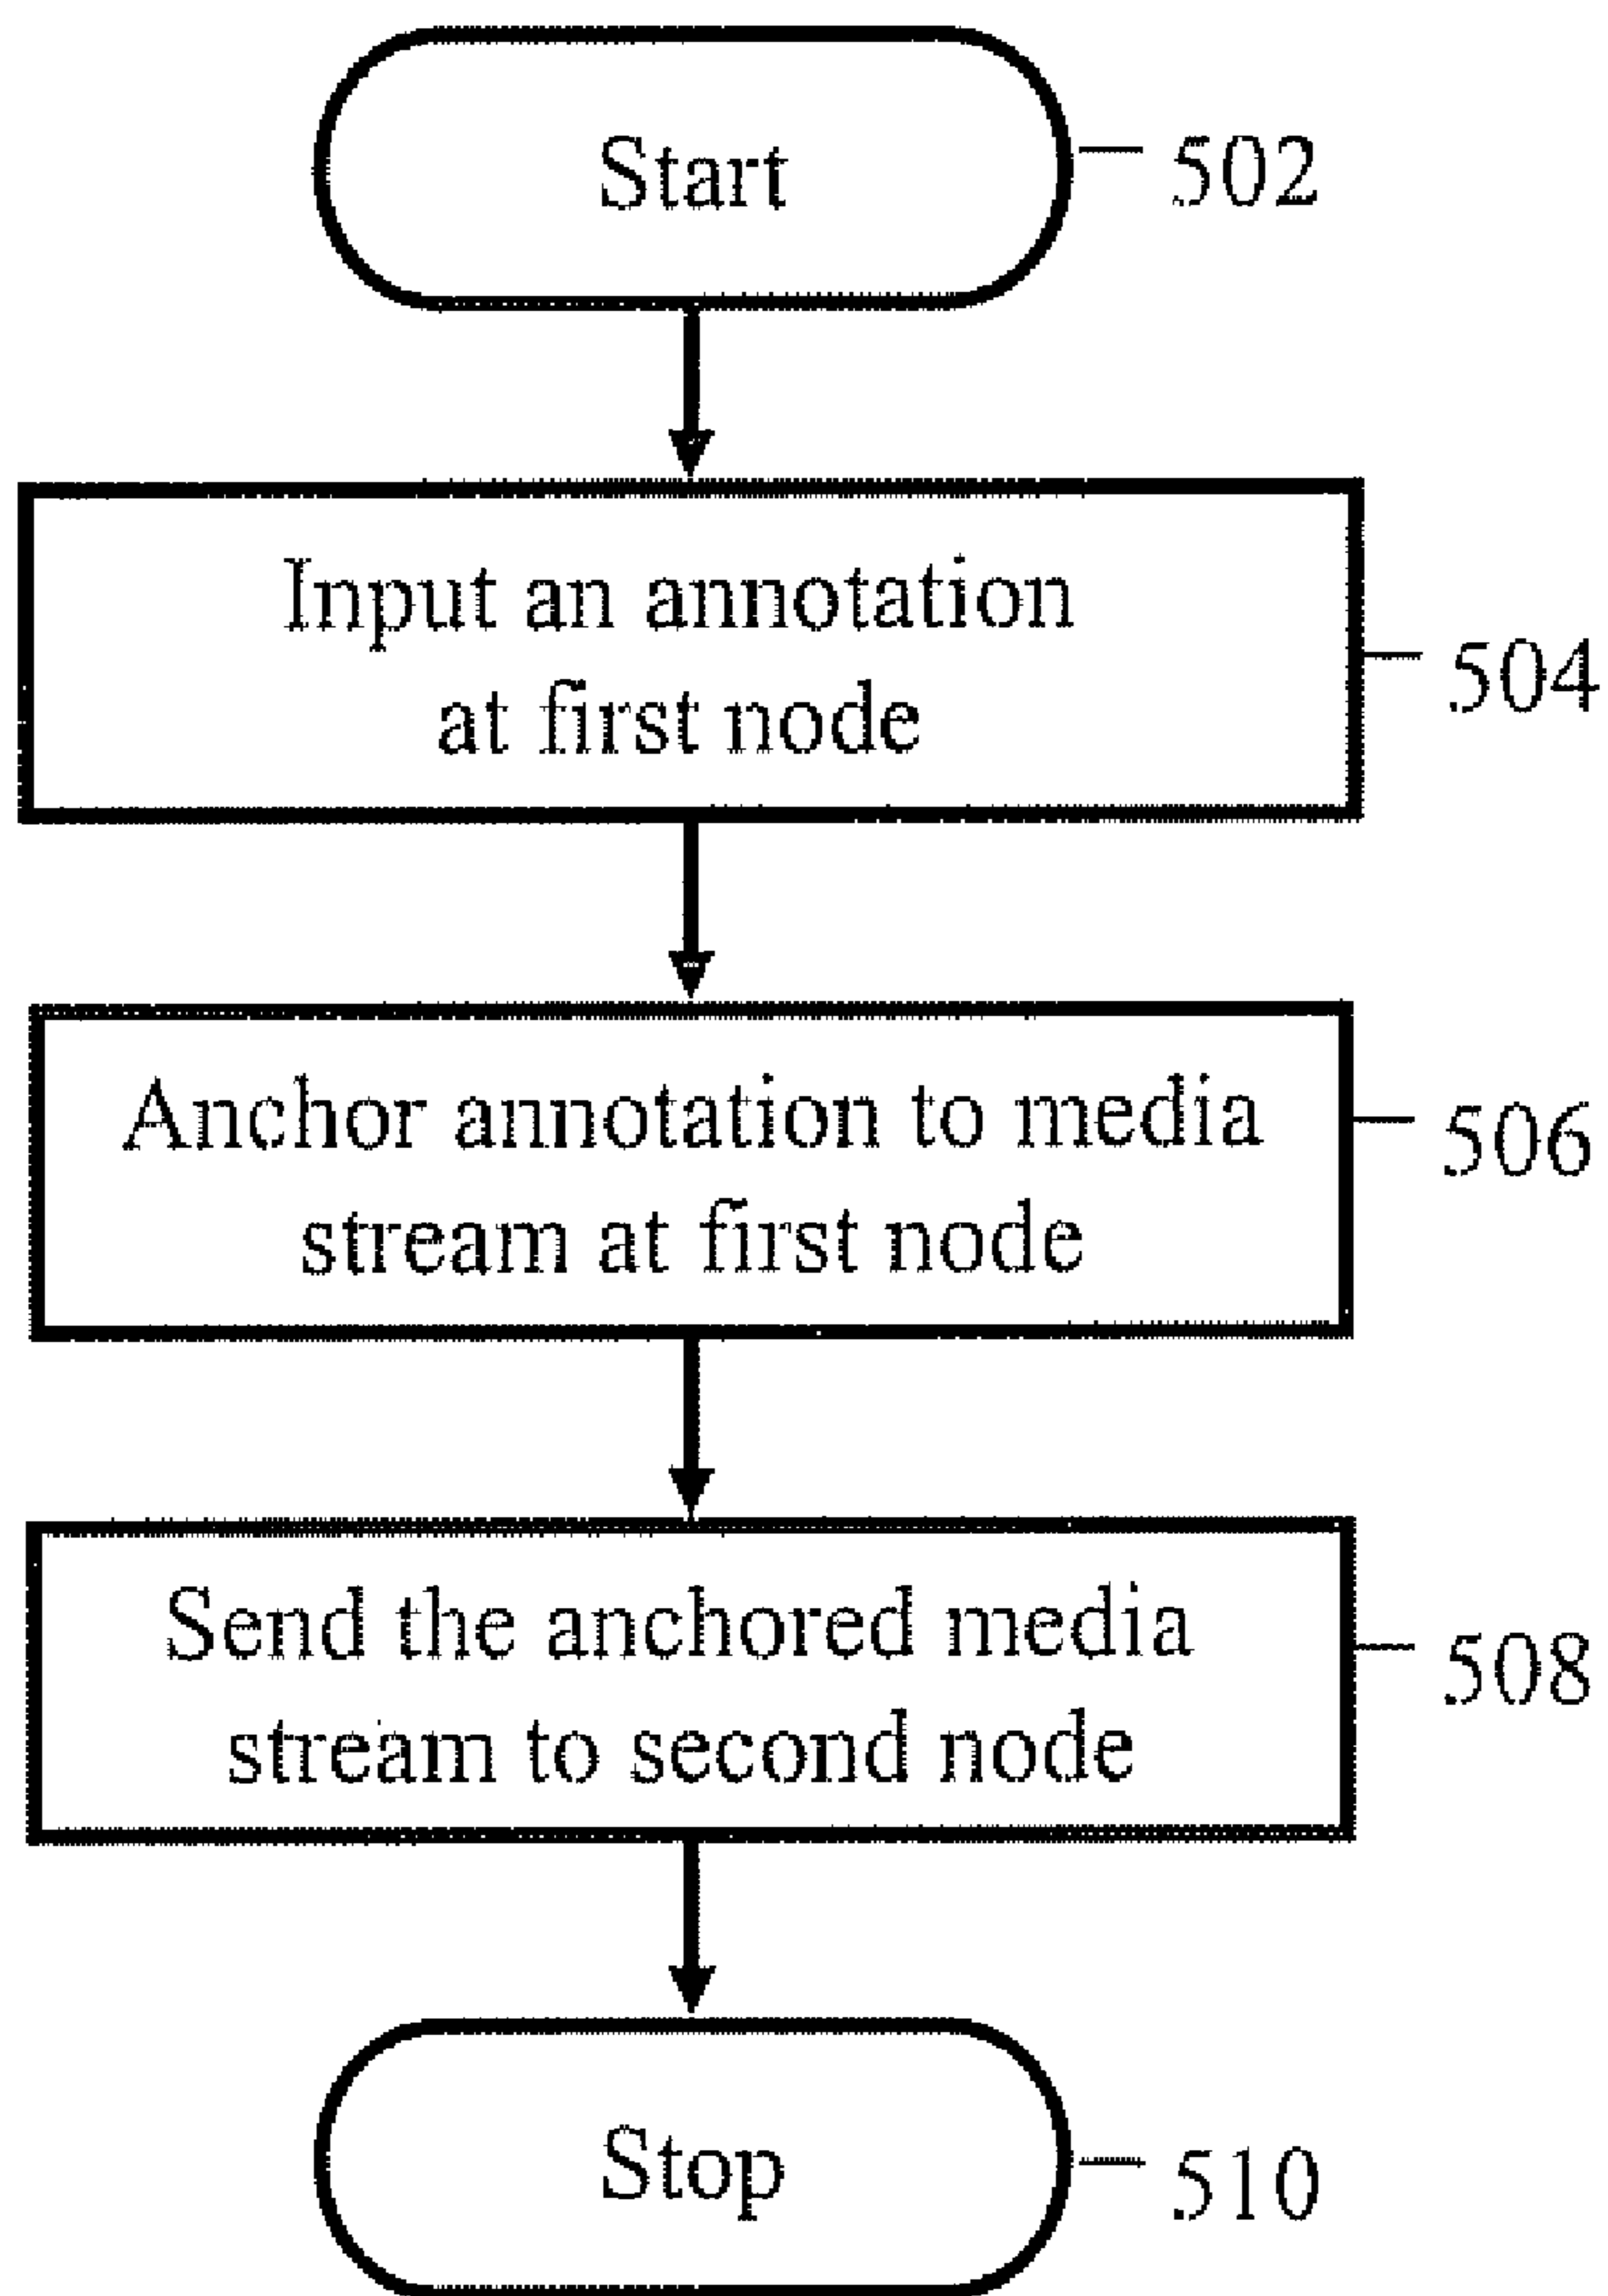 Start
502
Input an annotation
at first node
504
Anchor annotation to media
stream at first node
506
Send the anchored media
stream to second node
508
Stop
510